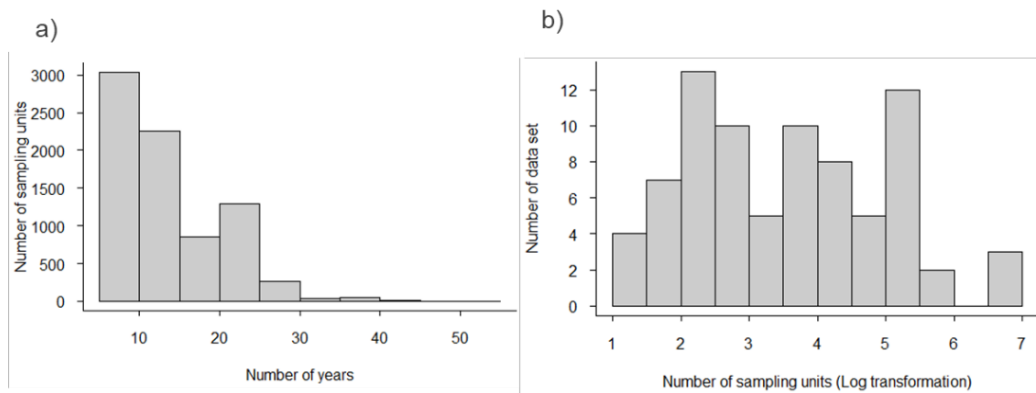 a)
3000
2500
2000
1500
1000
500
0
Number of sampling units
10 20 30 40 50
Number of years
b)
12
10
8
6
4
2
0
Number of data set
1 2 3 4 5 6 7
Number of sampling units (Log transformation)